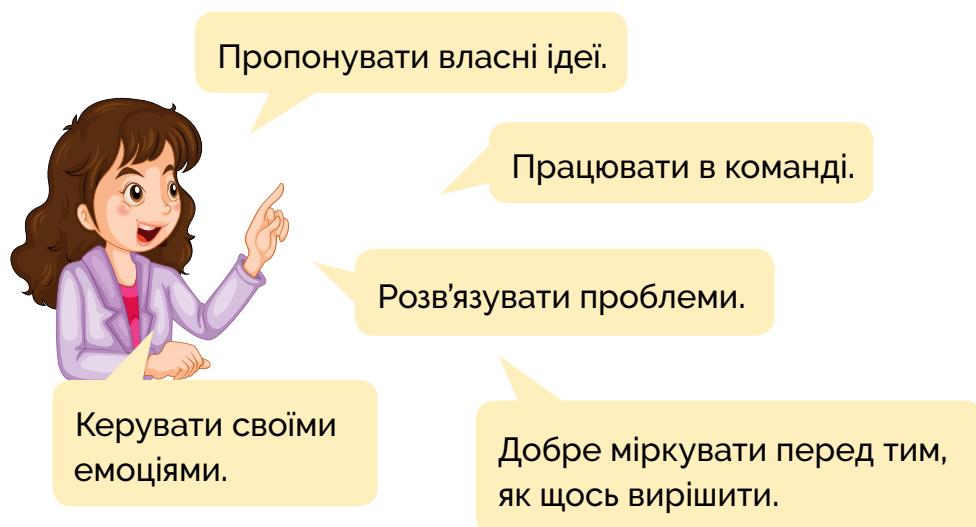 Пропонувати власні ідеї.
Працювати в команді.
Розв’язувати проблеми.
Керувати своїми
емоціями.
Добре міркувати перед тим,
як щось вирішити.